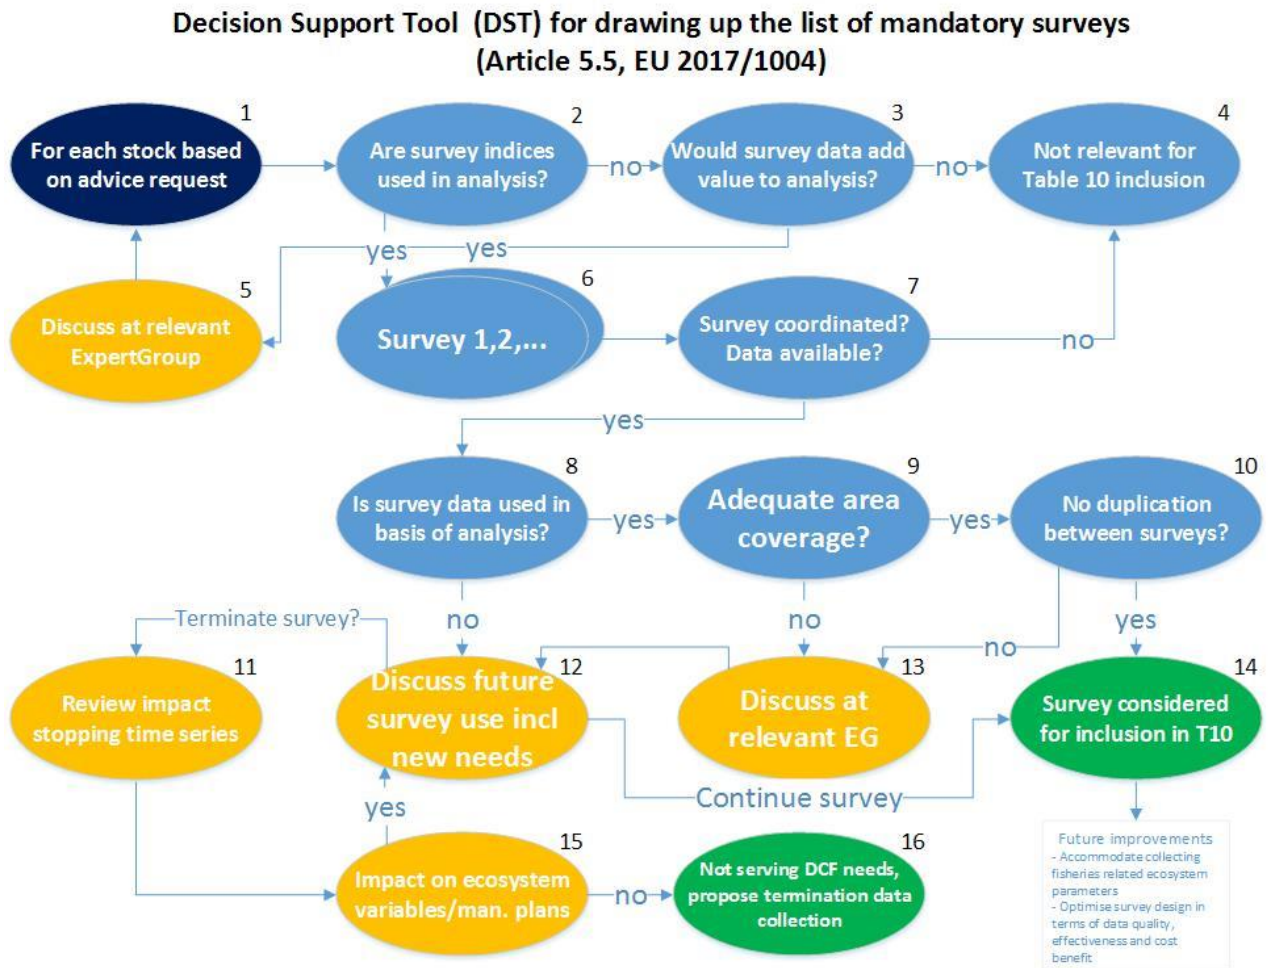 Decision Support Tool (DST) for drawing up the list of mandatory surveys
(Article 5.5, EU 2017/1004)
1
For each stock based
on advice request
2
Are survey indices
used in analysis?
no
3
Would survey data add
value to analysis?
no
4
Not relevant for
Table 10 inclusion
yes
yes
5
Discuss at relevant
ExpertGroup
6
Survey 1,2,...
7
Survey coordinated?
Data available?
no
yes
8
Is survey data used in
basis of analysis?
yes
9
Adequate area
coverage?
yes
10
No duplication
between surveys?
no
no
no
yes
Terminate survey?
11
Review impact
stopping time series
12
Discuss future
survey use incl
new needs
13
Discuss at
relevant EG
14
Survey considered
for inclusion in T10
Continue survey
yes
15
Impact on ecosystem
variables/man. plans
no
16
Not serving DCF needs,
propose termination data
collection
Future improvements
- Accommodate collecting
fisheries related ecosystem
parameters
- Optimise survey design in
terms of data quality,
effectiveness and cost
benefit